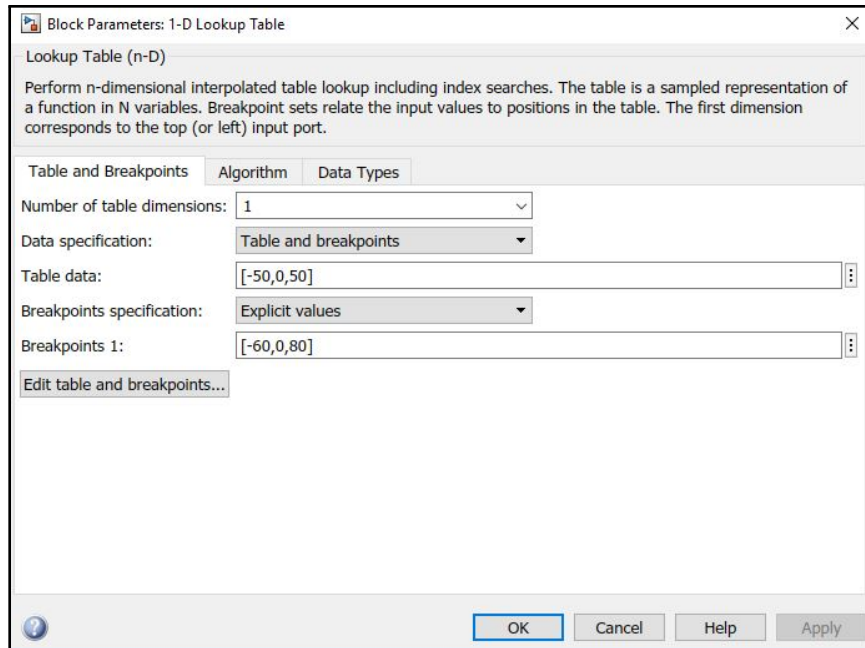 Block Parameters: 1-D Lookup Table
Lookup Table (n-D)
Perform n-dimensional interpolated table lookup including index searches. The table is a sampled representation of
a function in N variables. Breakpoint sets relate the input values to positions in the table. The first dimension
corresponds to the top (or left) input port.
Table and Breakpoints Algorithm Data Types
Number of table dimensions: 1
Data specification: Table and breakpoints
Table data: [-50,0,50]
Breakpoints specification: Explicit values
Breakpoints 1: [-60,0,80]
Edit table and breakpoints...
OK Cancel Help Apply